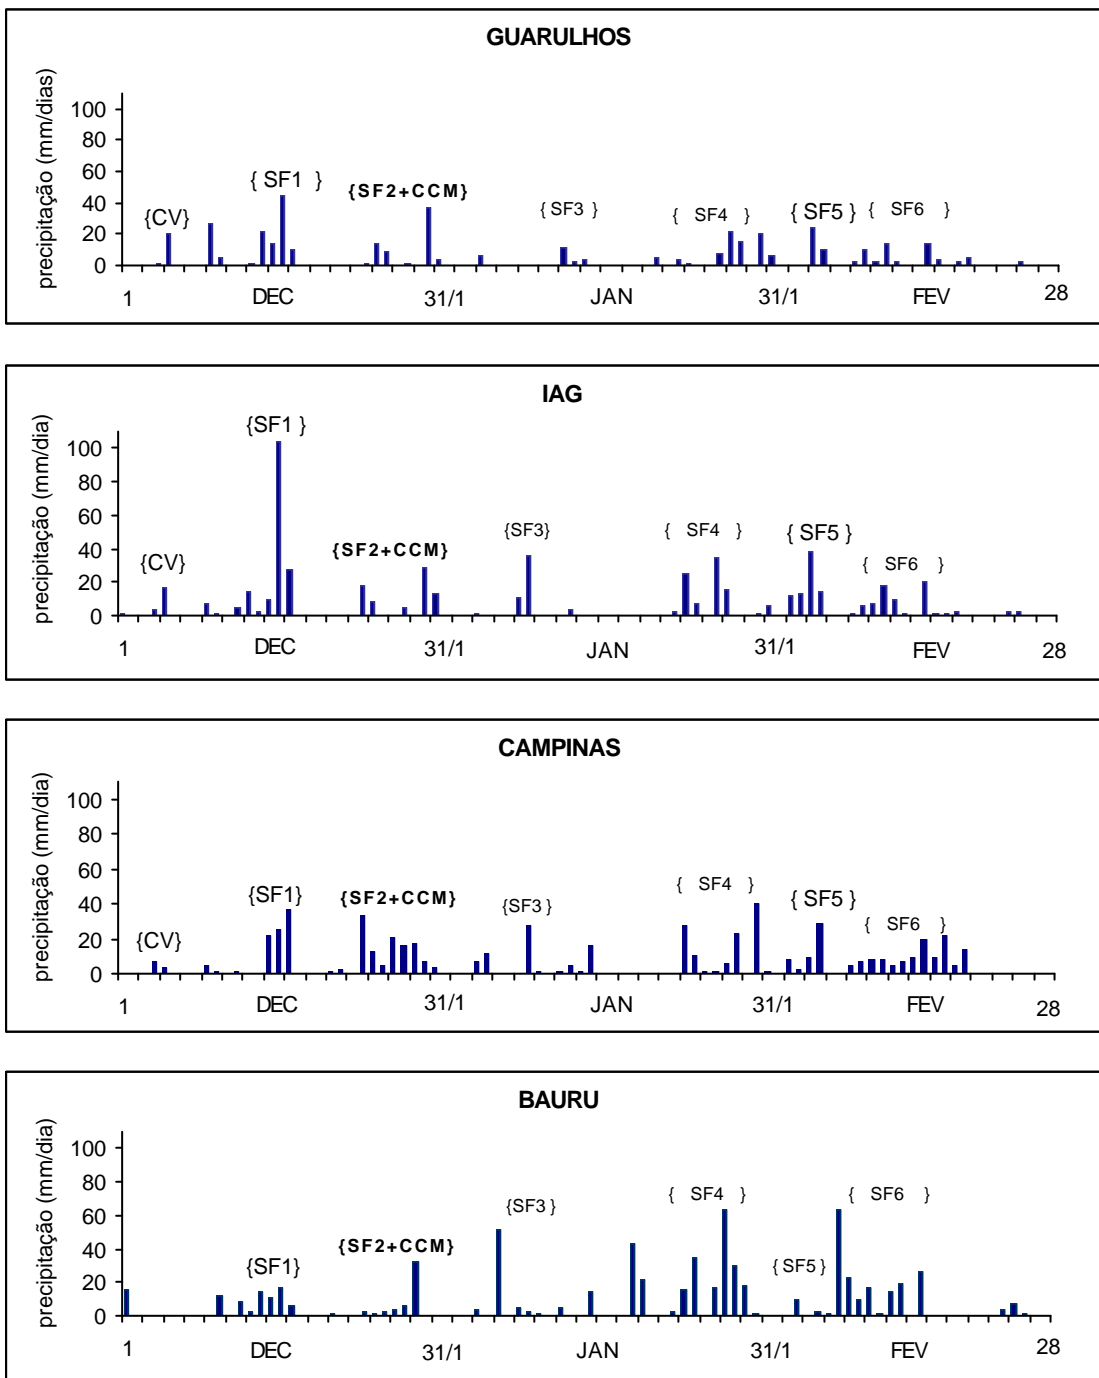 GUARULHOS
precipitação (mm/dias)
100
80
60
40
20
0
{CV}
{ SF1 }
{SF2+CCM}
{ SF3 }
{ SF4 }
{ SF5 }
{ SF6 }
1 DEC 31/1 JAN 31/1 FEV 28
IAG
precipitação (mm/dia)
100
80
60
40
20
0
{CV}
{SF1 }
{SF2+CCM}
{SF3}
{ SF4 }
{ SF5 }
{ SF6 }
1 DEC 31/1 JAN 31/1 FEV 28
CAMPINAS
precipitação (mm/dia)
100
80
60
40
20
0
{CV}
{SF1}
{SF2+CCM}
{SF3 }
{ SF4 }
{ SF5 }
{ SF6 }
1 DEC 31/1 JAN 31/1 FEV 28
BAURU
precipitação (mm/dia)
100
80
60
40
20
0
{SF1}
{SF2+CCM}
{SF3 }
{ SF4 }
{ SF5 }
{ SF6 }
1 DEC 31/1 JAN 31/1 FEV 28